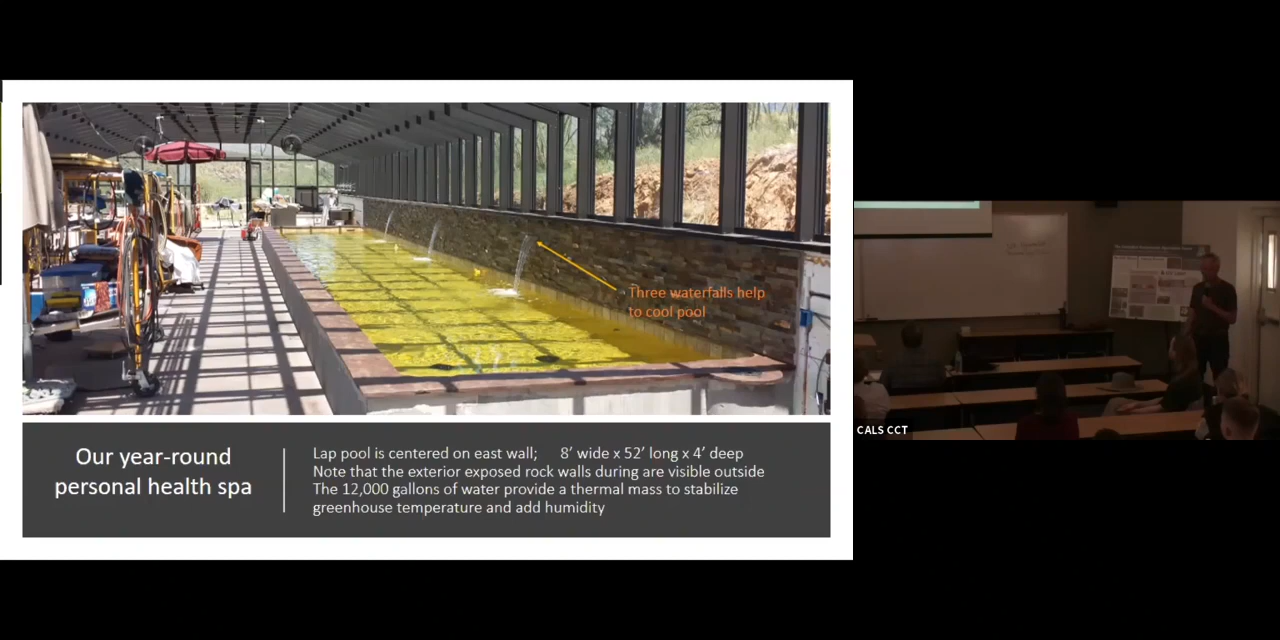 Three waterfalls help
to cool pool
Our year-round
personal health spa
Lap pool is centered on east wall; 8’ wide x 52’ long x 4’ deep
Note that the exterior exposed rock walls during are visible outside
The 12,000 gallons of water provide a thermal mass to stabilize
greenhouse temperature and add humidity
CALS CCT